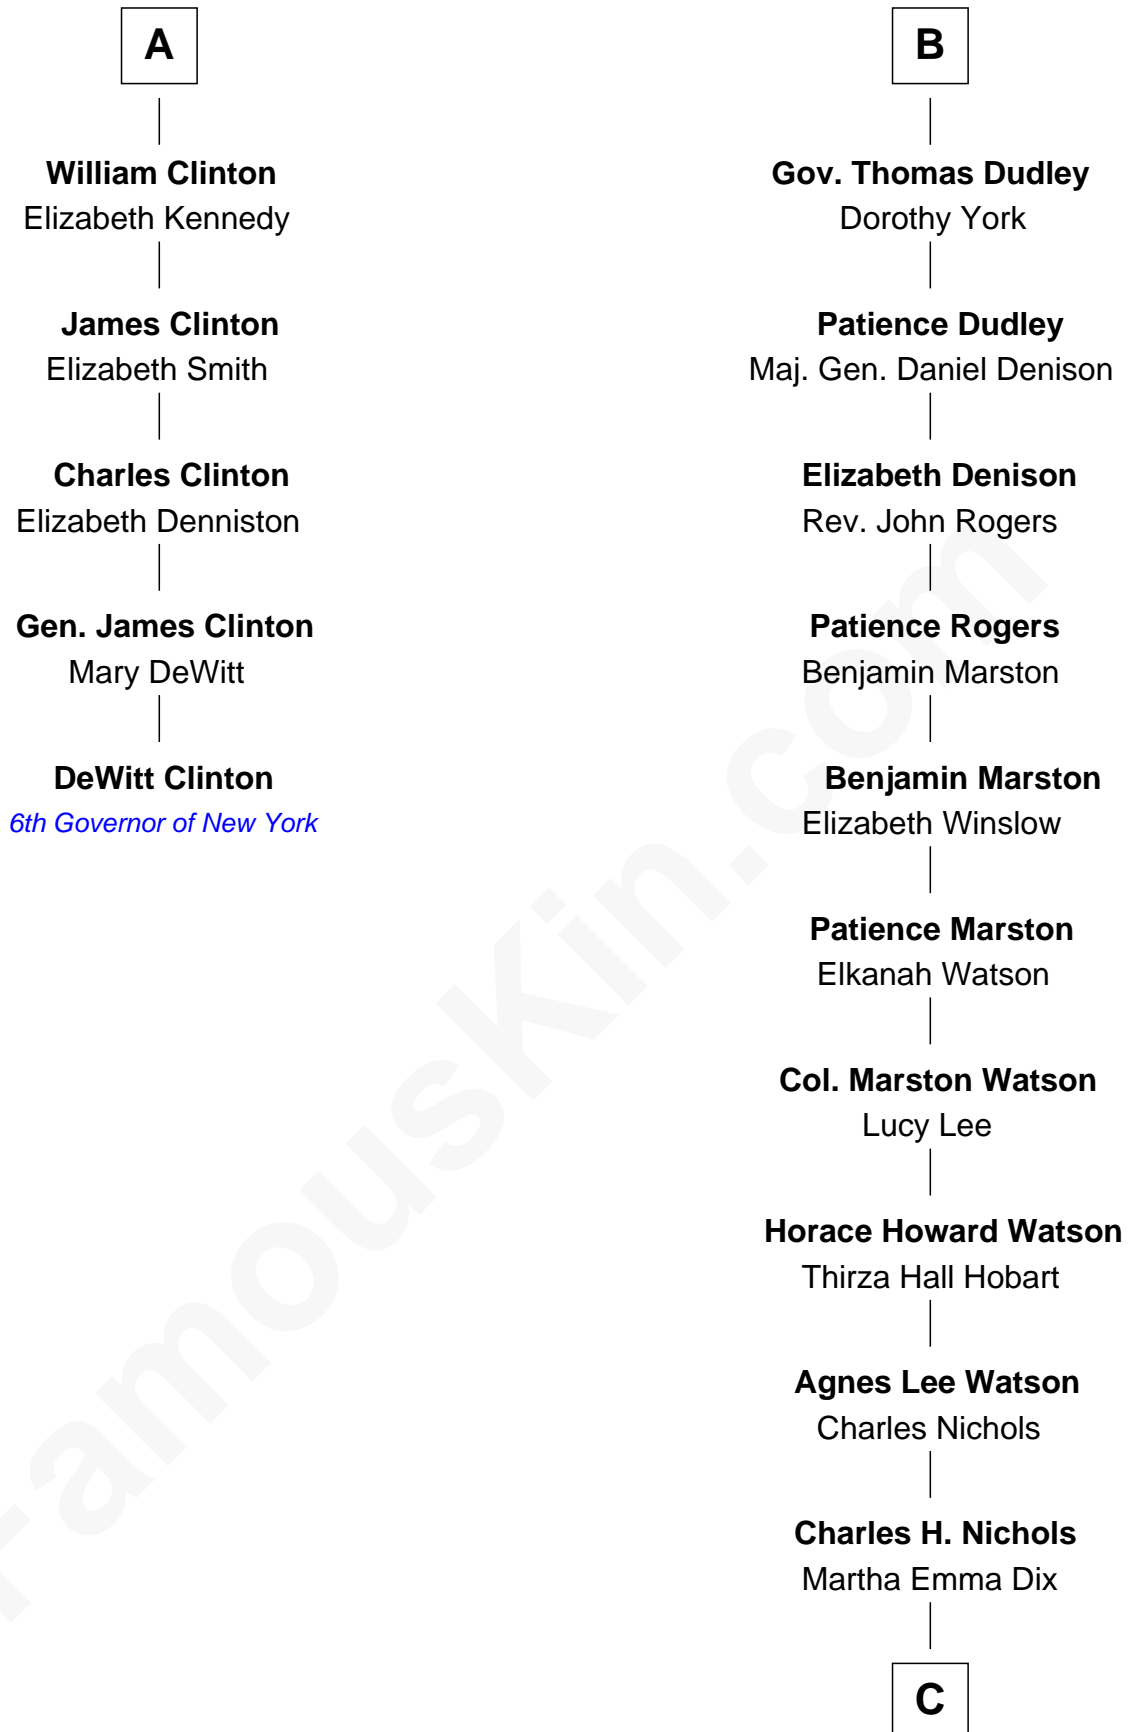 A
William Clinton
Elizabeth Kennedy
James Clinton
Elizabeth Smith
Charles Clinton
Elizabeth Denniston
Gen. James Clinton
Mary DeWitt
DeWitt Clinton
6th Governor of New York
B
Gov. Thomas Dudley
Dorothy York
Patience Dudley
Maj. Gen. Daniel Denison
Elizabeth Denison
Rev. John Rogers
Patience Rogers
Benjamin Marston
Benjamin Marston
Elizabeth Winslow
Patience Marston
Elkanah Watson
Col. Marston Watson
Lucy Lee
Horace Howard Watson
Thirza Hall Hobart
Agnes Lee Watson
Charles Nichols
Charles H. Nichols
Martha Emma Dix
C
FamousKin.com